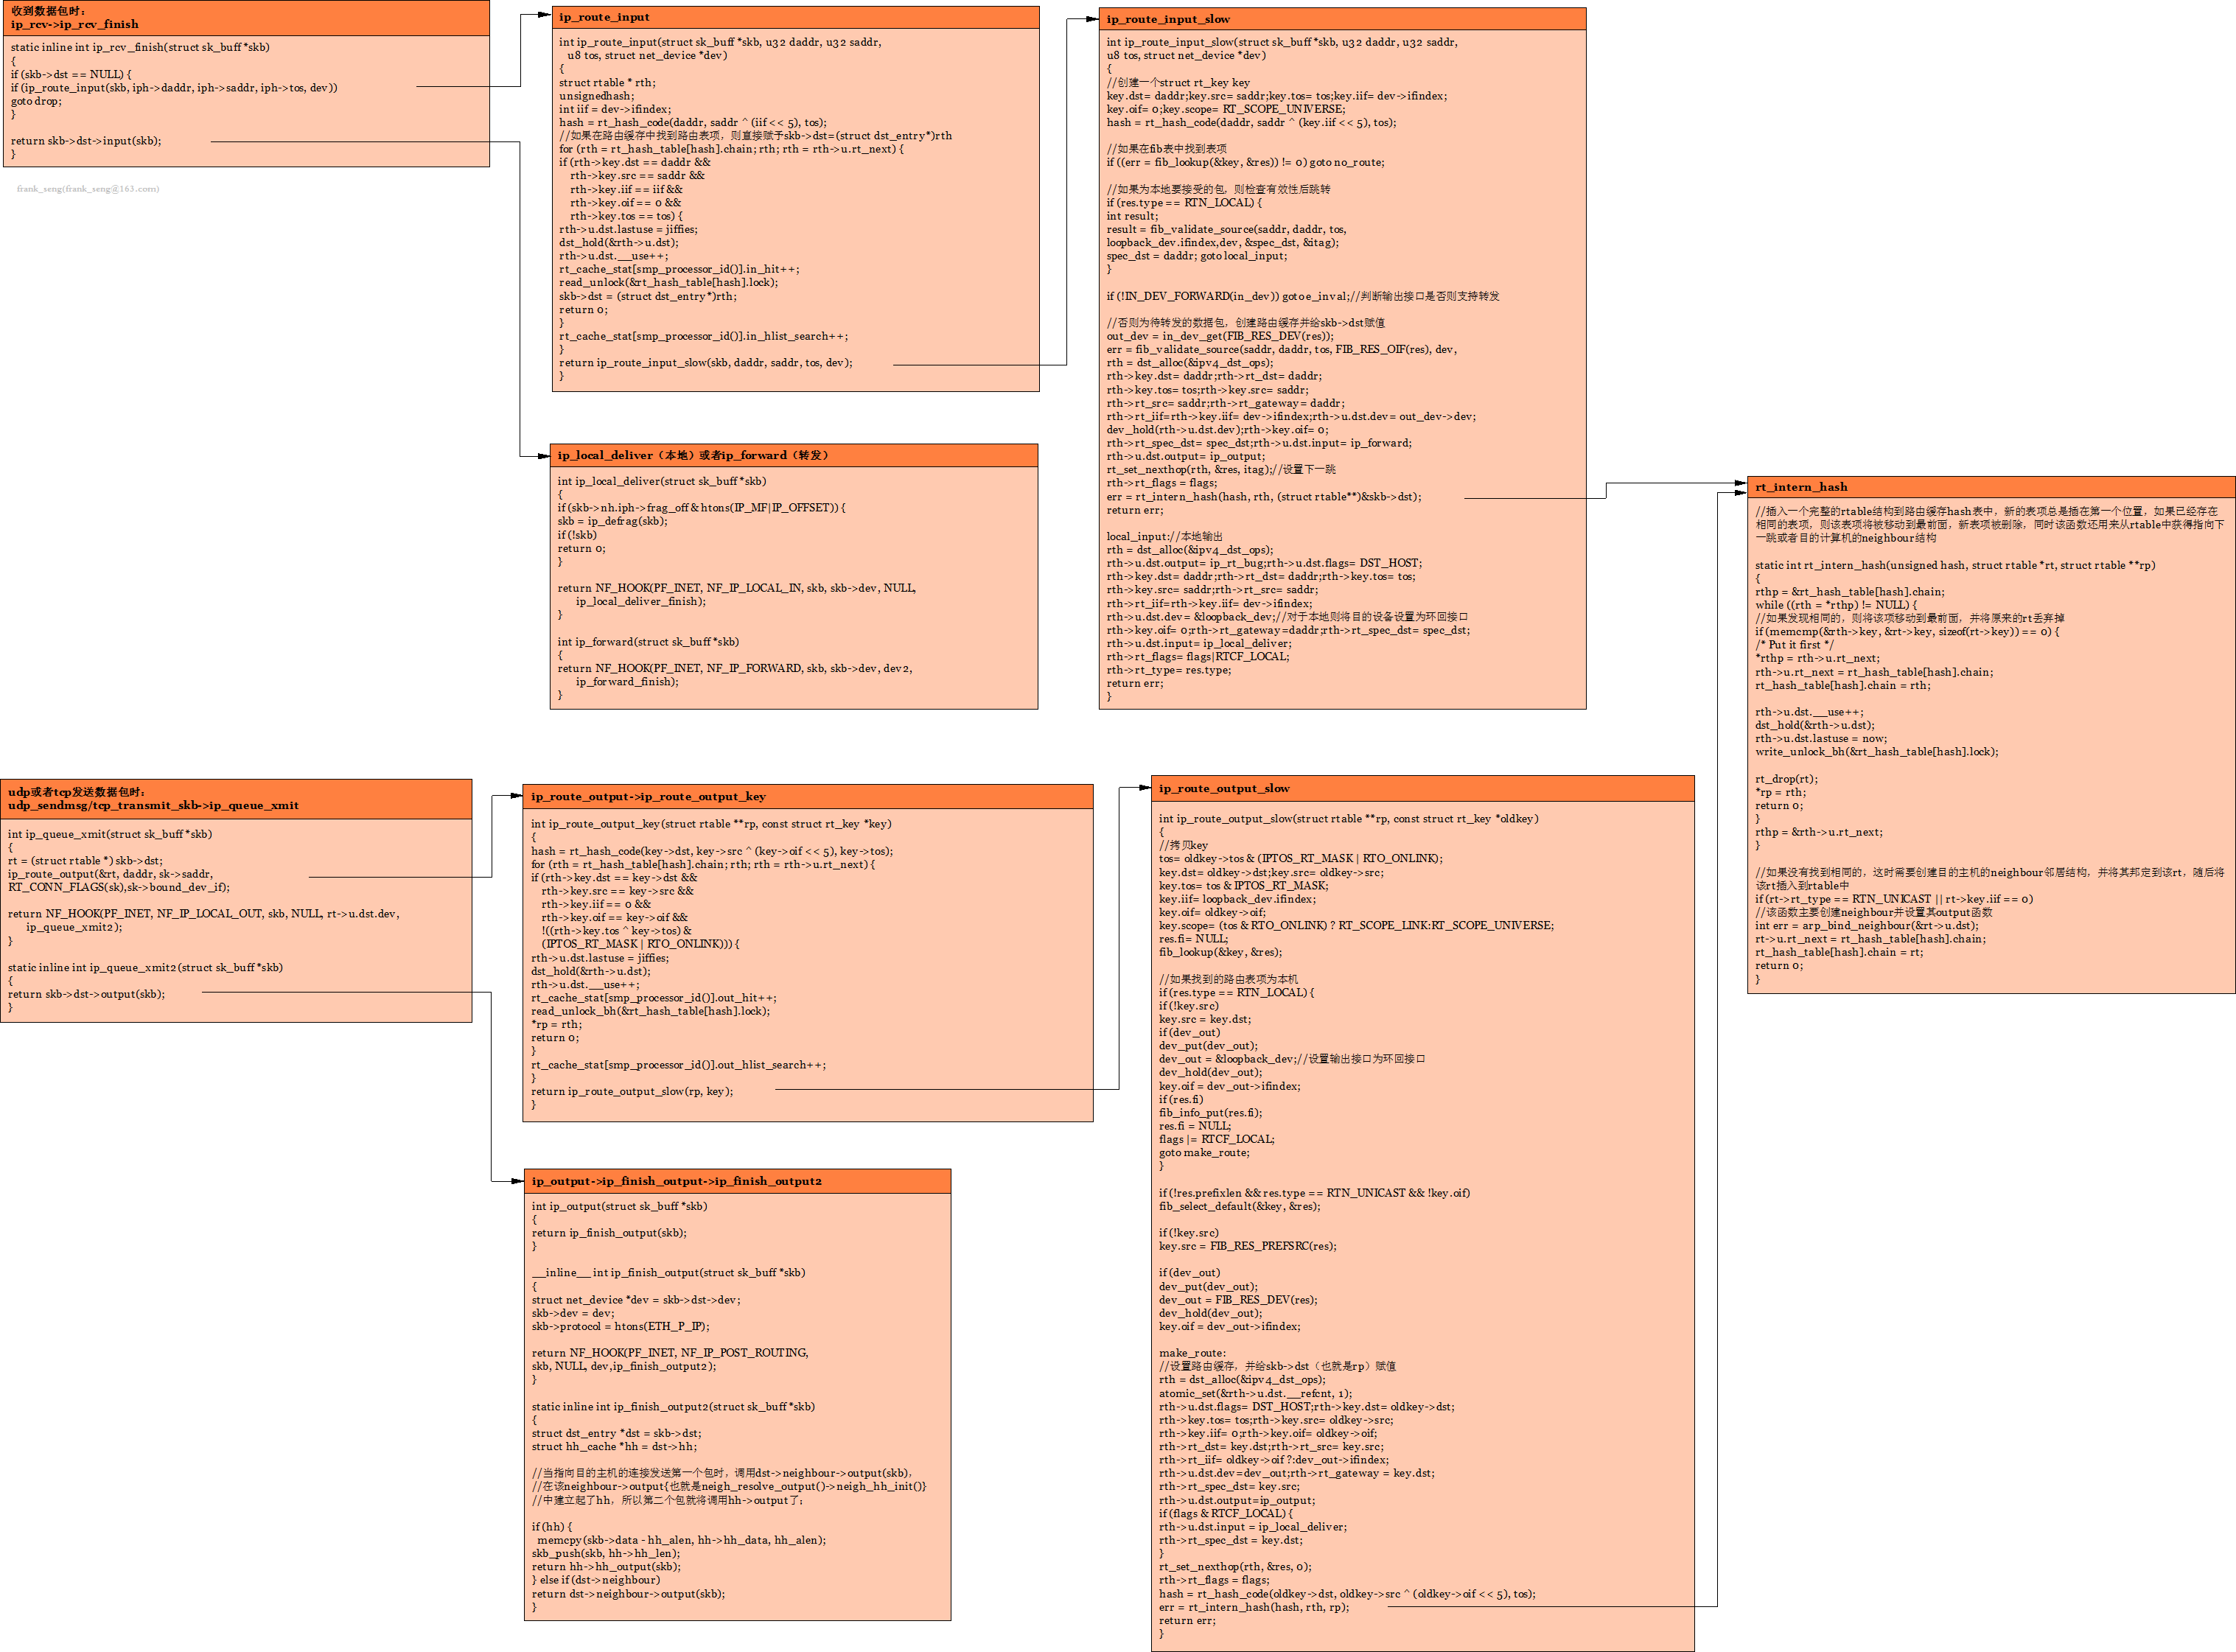 收到数据包时：
ip_rcv->ip_rcv_finish
static inline int ip_rcv_finish(struct sk_buff *skb)
{
if (skb->dst == NULL) {
if (ip_route_input(skb, iph->daddr, iph->saddr, iph->tos, dev))
goto drop;
}
return skb->dst->input(skb);
}
frank_seng(frank_seng@163.com)
ip_route_input
int ip_route_input(struct sk_buff *skb, u32 daddr, u32 saddr,
u8 tos, struct net_device *dev)
{
struct rtable * rth;
unsignedhash;
int iif = dev->ifindex;
hash = rt_hash_code(daddr, saddr ^ (iif << 5), tos);
//如果在路由缓存中找到路由表项，则直接赋予skb->dst=(struct dst_entry*)rth
for (rth = rt_hash_table[hash].chain; rth; rth = rth->u.rt_next) {
if (rth->key.dst == daddr &&
rth->key.src == saddr &&
rth->key.iif == iif &&
rth->key.oif == 0 &&
rth->key.tos == tos) {
rth->u.dst.lastuse = jiffies;
dst_hold(&rth->u.dst);
rth->u.dst.__use++;
rt_cache_stat[smp_processor_id()].in_hit++;
read_unlock(&rt_hash_table[hash].lock);
skb->dst = (struct dst_entry*)rth;
return 0;
}
rt_cache_stat[smp_processor_id()].in_hlist_search++;
}
return ip_route_input_slow(skb, daddr, saddr, tos, dev);
}
ip_local_deliver（本地）或者ip_forward（转发）
int ip_local_deliver(struct sk_buff *skb)
{
if (skb->nh.iph->frag_off & htons(IP_MF|IP_OFFSET)) {
skb = ip_defrag(skb);
if (!skb)
return 0;
}
return NF_HOOK(PF_INET, NF_IP_LOCAL_IN, skb, skb->dev, NULL,
ip_local_deliver_finish);
}
int ip_forward(struct sk_buff *skb)
{
return NF_HOOK(PF_INET, NF_IP_FORWARD, skb, skb->dev, dev2,
ip_forward_finish);
}
ip_route_input_slow
int ip_route_input_slow(struct sk_buff *skb, u32 daddr, u32 saddr,
u8 tos, struct net_device *dev)
{
//创建一个struct rt_key key
key.dst= daddr;key.src= saddr;key.tos= tos;key.iif= dev->ifindex;
key.oif= 0;key.scope= RT_SCOPE_UNIVERSE;
hash = rt_hash_code(daddr, saddr ^ (key.iif << 5), tos);
//如果在fib表中找到表项
if ((err = fib_lookup(&key, &res)) != 0) goto no_route;
//如果为本地要接受的包，则检查有效性后跳转
if (res.type == RTN_LOCAL) {
int result;
result = fib_validate_source(saddr, daddr, tos,
loopback_dev.ifindex,dev, &spec_dst, &itag);
spec_dst = daddr; goto local_input;
}
if (!IN_DEV_FORWARD(in_dev)) goto e_inval;//判断输出接口是否则支持转发
//否则为待转发的数据包，创建路由缓存并给skb->dst赋值
out_dev = in_dev_get(FIB_RES_DEV(res));
err = fib_validate_source(saddr, daddr, tos, FIB_RES_OIF(res), dev,
rth = dst_alloc(&ipv4_dst_ops);
rth->key.dst= daddr;rth->rt_dst= daddr;
rth->key.tos= tos;rth->key.src= saddr;
rth->rt_src= saddr;rth->rt_gateway= daddr;
rth->rt_iif=rth->key.iif= dev->ifindex;rth->u.dst.dev= out_dev->dev;
dev_hold(rth->u.dst.dev);rth->key.oif= 0;
rth->rt_spec_dst= spec_dst;rth->u.dst.input= ip_forward;
rth->u.dst.output= ip_output;
rt_set_nexthop(rth, &res, itag);//设置下一跳
rth->rt_flags = flags;
err = rt_intern_hash(hash, rth, (struct rtable**)&skb->dst);
return err;
local_input://本地输出
rth = dst_alloc(&ipv4_dst_ops);
rth->u.dst.output= ip_rt_bug;rth->u.dst.flags= DST_HOST;
rth->key.dst= daddr;rth->rt_dst= daddr;rth->key.tos= tos;
rth->key.src= saddr;rth->rt_src= saddr;
rth->rt_iif=rth->key.iif= dev->ifindex;
rth->u.dst.dev= &loopback_dev;//对于本地则将目的设备设置为环回接口
rth->key.oif= 0;rth->rt_gateway=daddr;rth->rt_spec_dst= spec_dst;
rth->u.dst.input= ip_local_deliver;
rth->rt_flags= flags|RTCF_LOCAL;
rth->rt_type= res.type;
return err;
}
rt_intern_hash
//插入一个完整的rtable结构到路由缓存hash表中，新的表项总是插在第一个位置，如果已经存在
相同的表项，则该表项将被移动到最前面，新表项被删除，同时该函数还用来从rtable中获得指向下
一跳或者目的计算机的neighbour结构
static int rt_intern_hash(unsigned hash, struct rtable *rt, struct rtable **rp)
{
rthp = &rt_hash_table[hash].chain;
while ((rth = *rthp) != NULL) {
//如果发现相同的，则将该项移动到最前面，并将原来的rt丢弃掉
if (memcmp(&rth->key, &rt->key, sizeof(rt->key)) == 0) {
/* Put it first */
*rthp = rth->u.rt_next;
rth->u.rt_next = rt_hash_table[hash].chain;
rt_hash_table[hash].chain = rth;
rth->u.dst.__use++;
dst_hold(&rth->u.dst);
rth->u.dst.lastuse = now;
write_unlock_bh(&rt_hash_table[hash].lock);
rt_drop(rt);
*rp = rth;
return 0;
}
rthp = &rth->u.rt_next;
}
//如果没有找到相同的，这时需要创建目的主机的neighbour邻居结构，并将其邦定到该rt，随后将
该rt插入到rtable中
if (rt->rt_type == RTN_UNICAST || rt->key.iif == 0)
//该函数主要创建neighbour并设置其output函数
int err = arp_bind_neighbour(&rt->u.dst);
rt->u.rt_next = rt_hash_table[hash].chain;
rt_hash_table[hash].chain = rt;
return 0;
}
udp或者tcp发送数据包时：
udp_sendmsg/tcp_transmit_skb->ip_queue_xmit
int ip_queue_xmit(struct sk_buff *skb)
{
rt = (struct rtable *) skb->dst;
ip_route_output(&rt, daddr, sk->saddr,
RT_CONN_FLAGS(sk),sk->bound_dev_if);
return NF_HOOK(PF_INET, NF_IP_LOCAL_OUT, skb, NULL, rt->u.dst.dev,
ip_queue_xmit2);
}
static inline int ip_queue_xmit2(struct sk_buff *skb)
{
return skb->dst->output(skb);
}
ip_route_output->ip_route_output_key
int ip_route_output_key(struct rtable **rp, const struct rt_key *key)
{
hash = rt_hash_code(key->dst, key->src ^ (key->oif << 5), key->tos);
for (rth = rt_hash_table[hash].chain; rth; rth = rth->u.rt_next) {
if (rth->key.dst == key->dst &&
rth->key.src == key->src &&
rth->key.iif == 0 &&
rth->key.oif == key->oif &&
!((rth->key.tos ^ key->tos) &
(IPTOS_RT_MASK | RTO_ONLINK))) {
rth->u.dst.lastuse = jiffies;
dst_hold(&rth->u.dst);
rth->u.dst.__use++;
rt_cache_stat[smp_processor_id()].out_hit++;
read_unlock_bh(&rt_hash_table[hash].lock);
*rp = rth;
return 0;
}
rt_cache_stat[smp_processor_id()].out_hlist_search++;
}
return ip_route_output_slow(rp, key);
}
ip_output->ip_finish_output->ip_finish_output2
int ip_output(struct sk_buff *skb)
{
return ip_finish_output(skb);
}
__inline__ int ip_finish_output(struct sk_buff *skb)
{
struct net_device *dev = skb->dst->dev;
skb->dev = dev;
skb->protocol = htons(ETH_P_IP);
return NF_HOOK(PF_INET, NF_IP_POST_ROUTING,
skb, NULL, dev,ip_finish_output2);
}
static inline int ip_finish_output2(struct sk_buff *skb)
{
struct dst_entry *dst = skb->dst;
struct hh_cache *hh = dst->hh;
//当指向目的主机的连接发送第一个包时，调用dst->neighbour->output(skb)，
//在该neighbour->output{也就是neigh_resolve_output()->neigh_hh_init()}
//中建立起了hh，所以第二个包就将调用hh->output了；
if (hh) {
memcpy(skb->data - hh_alen, hh->hh_data, hh_alen);
skb_push(skb, hh->hh_len);
return hh->hh_output(skb);
} else if (dst->neighbour)
return dst->neighbour->output(skb);
}
ip_route_output_slow
int ip_route_output_slow(struct rtable **rp, const struct rt_key *oldkey)
{
//拷贝key
tos= oldkey->tos & (IPTOS_RT_MASK | RTO_ONLINK);
key.dst= oldkey->dst;key.src= oldkey->src;
key.tos= tos & IPTOS_RT_MASK;
key.iif= loopback_dev.ifindex;
key.oif= oldkey->oif;
key.scope= (tos & RTO_ONLINK) ? RT_SCOPE_LINK:RT_SCOPE_UNIVERSE;
res.fi= NULL;
fib_lookup(&key, &res);
//如果找到的路由表项为本机
if (res.type == RTN_LOCAL) {
if (!key.src)
key.src = key.dst;
if (dev_out)
dev_put(dev_out);
dev_out = &loopback_dev;//设置输出接口为环回接口
dev_hold(dev_out);
key.oif = dev_out->ifindex;
if (res.fi)
fib_info_put(res.fi);
res.fi = NULL;
flags |= RTCF_LOCAL;
goto make_route;
}
if (!res.prefixlen && res.type == RTN_UNICAST && !key.oif)
fib_select_default(&key, &res);
if (!key.src)
key.src = FIB_RES_PREFSRC(res);
if (dev_out)
dev_put(dev_out);
dev_out = FIB_RES_DEV(res);
dev_hold(dev_out);
key.oif = dev_out->ifindex;
make_route:
//设置路由缓存，并给skb->dst（也就是rp）赋值
rth = dst_alloc(&ipv4_dst_ops);
atomic_set(&rth->u.dst.__refcnt, 1);
rth->u.dst.flags= DST_HOST;rth->key.dst= oldkey->dst;
rth->key.tos= tos;rth->key.src= oldkey->src;
rth->key.iif= 0;rth->key.oif= oldkey->oif;
rth->rt_dst= key.dst;rth->rt_src= key.src;
rth->rt_iif= oldkey->oif ?:dev_out->ifindex;
rth->u.dst.dev=dev_out;rth->rt_gateway = key.dst;
rth->rt_spec_dst= key.src;
rth->u.dst.output=ip_output;
if (flags & RTCF_LOCAL) {
rth->u.dst.input = ip_local_deliver;
rth->rt_spec_dst = key.dst;
}
rt_set_nexthop(rth, &res, 0);
rth->rt_flags = flags;
hash = rt_hash_code(oldkey->dst, oldkey->src ^ (oldkey->oif << 5), tos);
err = rt_intern_hash(hash, rth, rp);
return err;
}